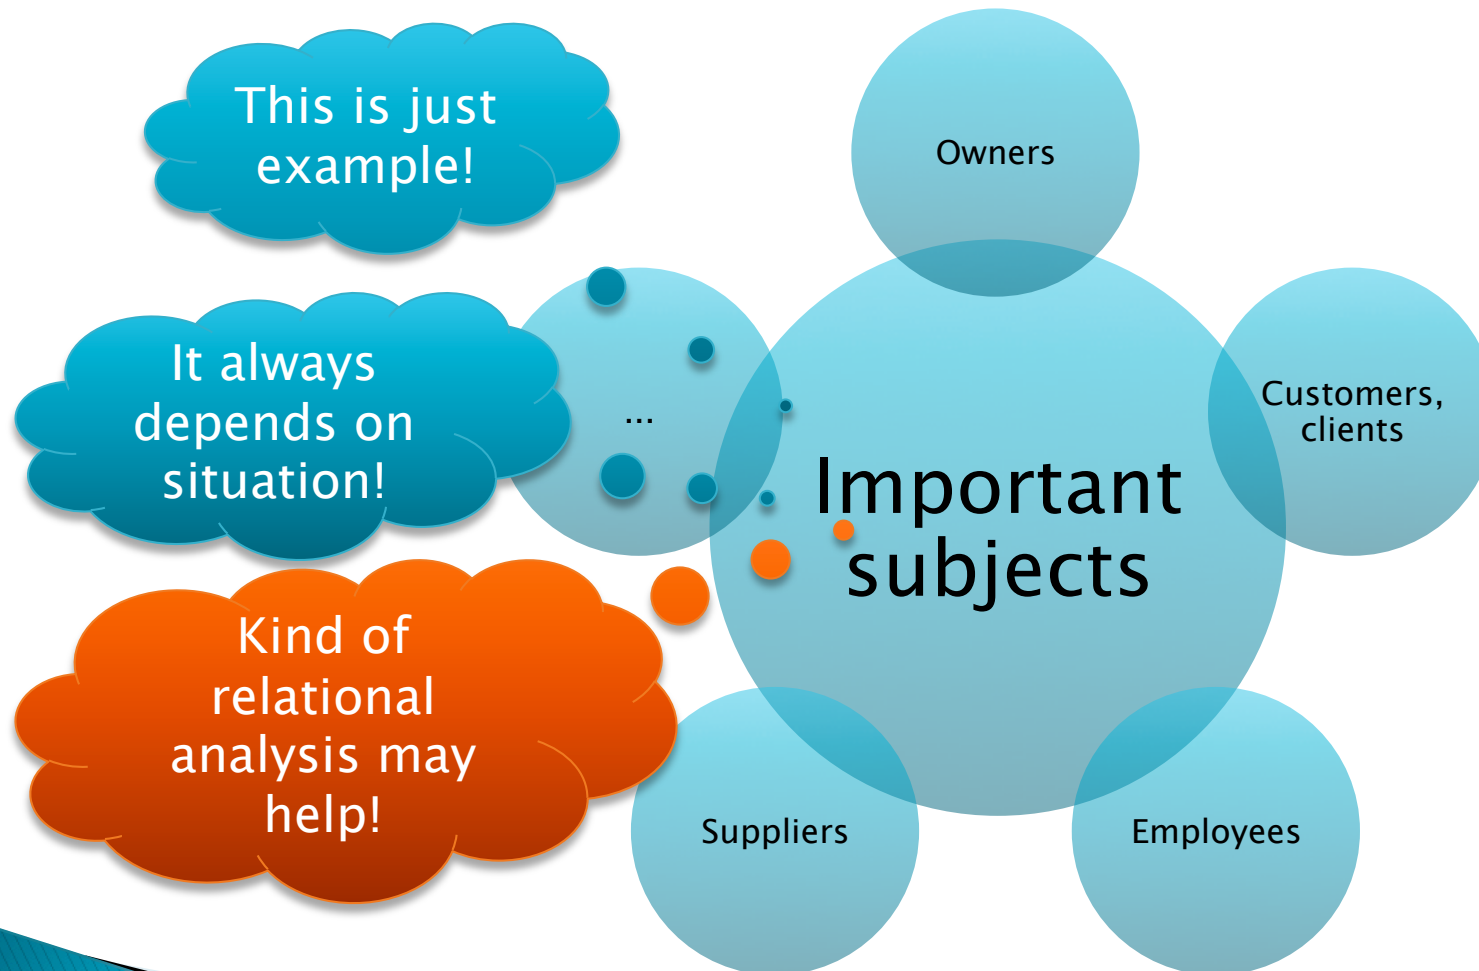 This is just
example!
It always
depends on
situation!
Kind of
relational
analysis may
help!
Owners
Customers,
clients
...
Important
subjects
Suppliers
Employees